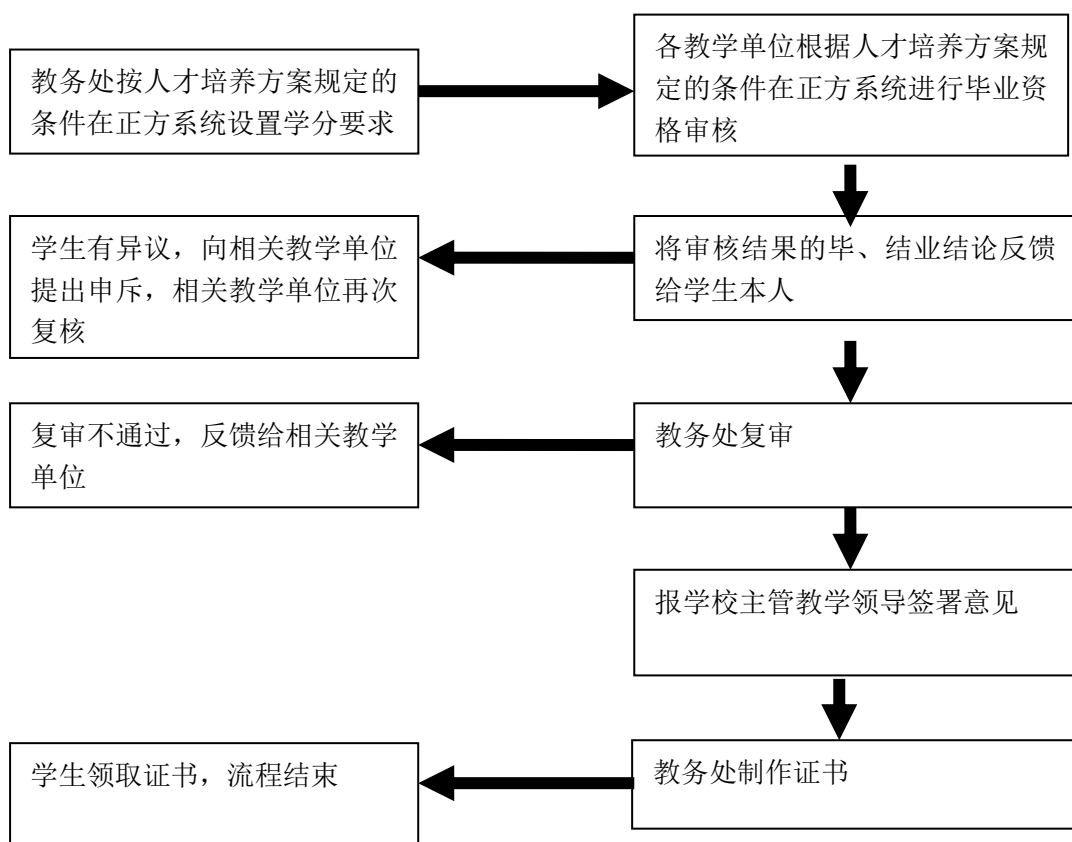 教务处按人才培养方案规定的
条件在正方系统设置学分要求
各教学单位根据人才培养方案规
定的条件在正方系统进行毕业资
格审核
学生有异议，向相关教学单位
提出申斥，相关教学单位再次
复核
将审核结果的毕、结业结论反馈
给学生本人
复审不通过，反馈给相关教学
单位
教务处复审
报学校主管教学领导签署意见
学生领取证书，流程结束
教务处制作证书